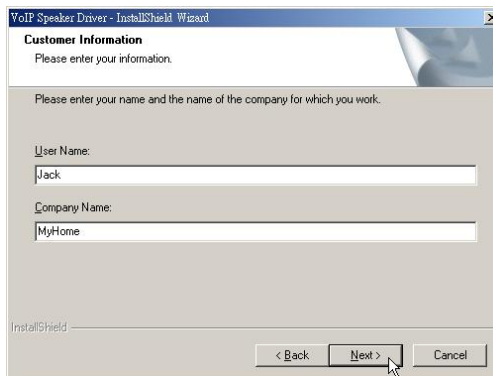 VoIP Speaker Driver - InstallShield Wizard
Customer Information
Please enter your information.
Please enter your name and the name of the company for which you work.
User Name:
Jack
Company Name:
MyHome
InstallShield
< Back Next > Cancel